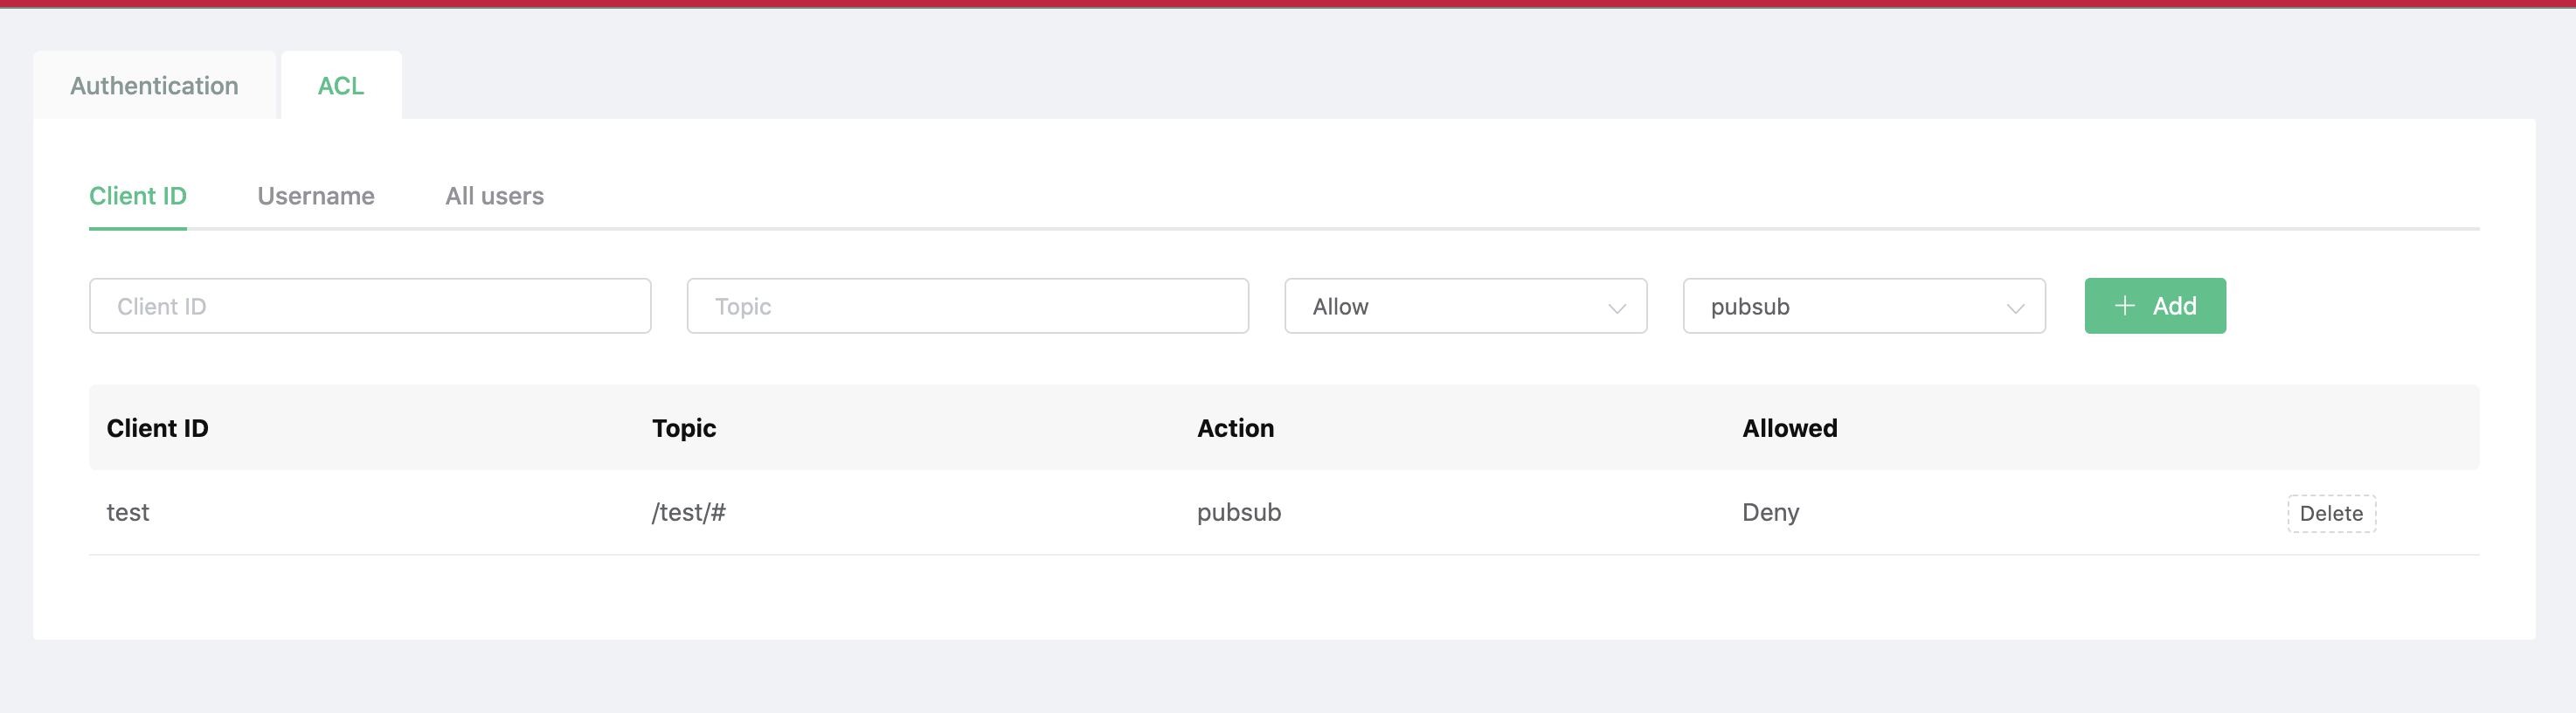 Authentication ACL
Client ID Username All users
Client ID Topic Allow pubsub + Add
Client ID Topic Action Allowed
test /test/# pubsub Deny Delete